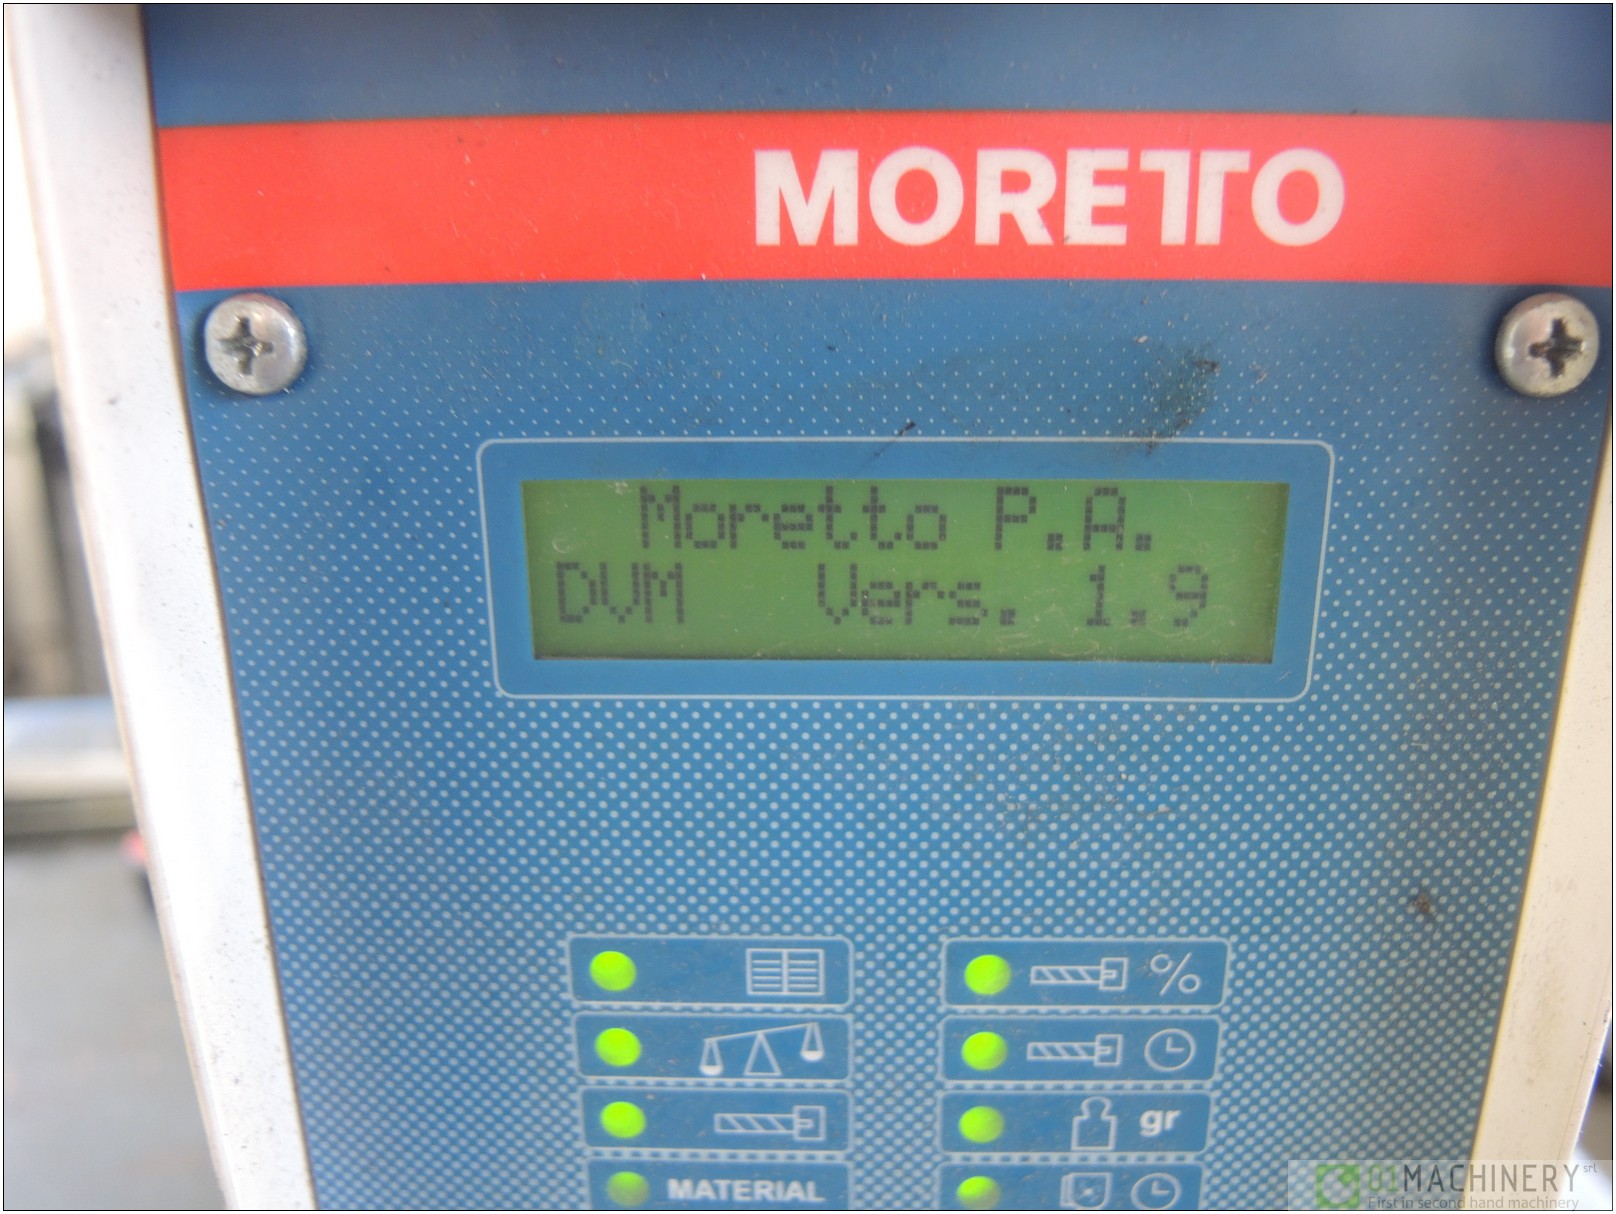 MORETTO
Moretto P.A.
DVM Vers. 1.9
%
gr
MATERIAL
01MACHINERY srl
First in second hand machinery